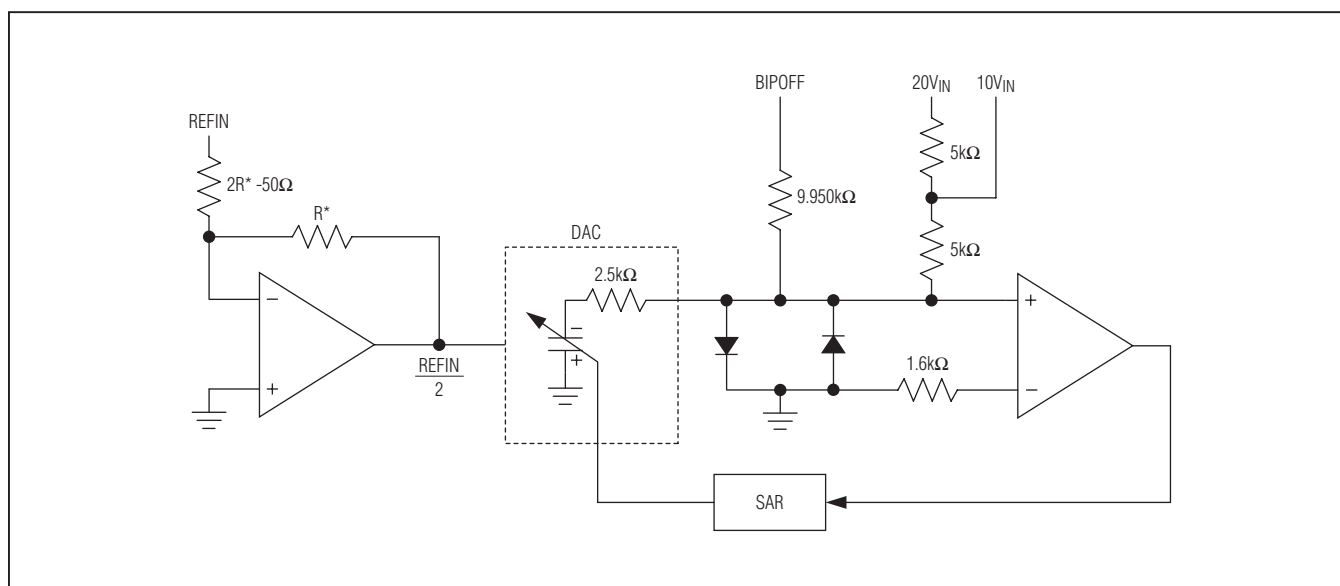 REFIN
2R* -50Ω
R*
−
+
REFIN
2
DAC
2.5kΩ
−
+
BIPOFF
9.950kΩ
20VIN
10VIN
5kΩ
5kΩ
1.6kΩ
+
−
SAR